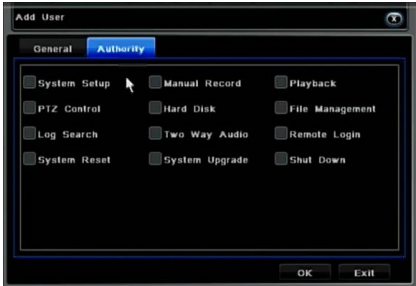 Add User X
General Authority
System Setup Manual Record Playback
PTZ Control Hard Disk File Management
Log Search Two Way Audio Remote Login
System Reset System Upgrade Shut Down
OK Exit